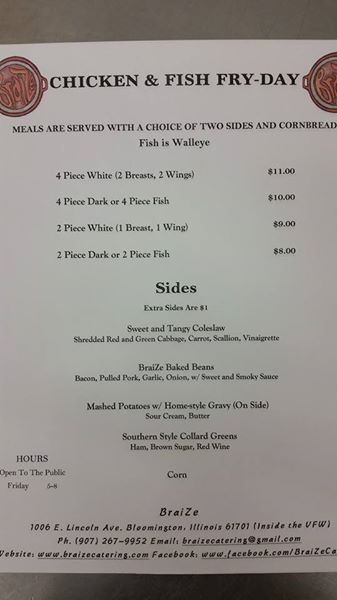 CHICKEN & FISH FRY-DAY
MEALS ARE SERVED WITH A CHOICE OF TWO SIDES AND CORNBREAD
Fish is Walleye
4 Piece White (2 Breasts, 2 Wings) $11.00
4 Piece Dark or 4 Piece Fish $10.00
2 Piece White (1 Breast, 1 Wing) $9.00
2 Piece Dark or 2 Piece Fish $8.00
Sides
Extra Sides Are $1
Sweet and Tangy Coleslaw
Shredded Red and Green Cabbage, Carrot, Scallion, Vinaigrette
BraiZe Baked Beans
Bacon, Pulled Pork, Garlic, Onion, w/ Sweet and Smoky Sauce
Mashed Potatoes w/ Home-style Gravy (On Side)
Sour Cream, Butter
Southern Style Collard Greens
Ham, Brown Sugar, Red Wine
Corn
HOURS
Open To The Public
Friday 5-8
BraiZe
1006 E. Lincoln Ave. Bloomington, Illinois 61701 (Inside the VFW)
Ph. (907) 267-9952 Email: braizecatering@gmail.com
Website: www.braizecatering.com Facebook: www.facebook.com/BraiZeCa